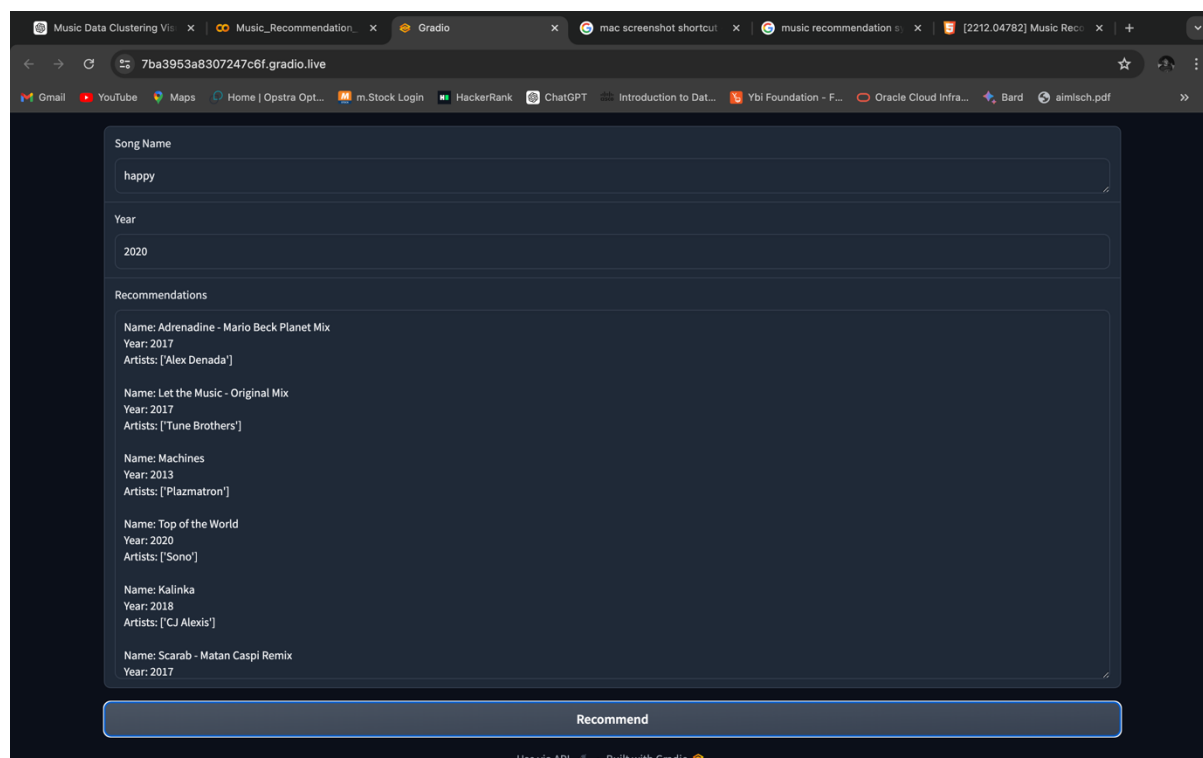 Music Data Clustering Vis
Music_Recommendation_
Gradio
mac screenshot shortcut
music recommendation s
[2212.04782] Music Reco
7ba3953a8307247c6f.gradio.live
Gmail
YouTube
Maps
Home | Opstra Opt...
m.Stock Login
HackerRank
ChatGPT
Introduction to Dat...
Ybi Foundation - F...
Oracle Cloud Infra...
Bard
aimlsch.pdf
Song Name
happy
Year
2020
Recommendations
Name: Adrenadine - Mario Beck Planet Mix
Year: 2017
Artists: ['Alex Denada']
Name: Let the Music - Original Mix
Year: 2017
Artists: ['Tune Brothers']
Name: Machines
Year: 2013
Artists: ['Plazmatron']
Name: Top of the World
Year: 2020
Artists: ['Sono']
Name: Kalinka
Year: 2018
Artists: ['CJ Alexis']
Name: Scarab - Matan Caspi Remix
Year: 2017
Recommend